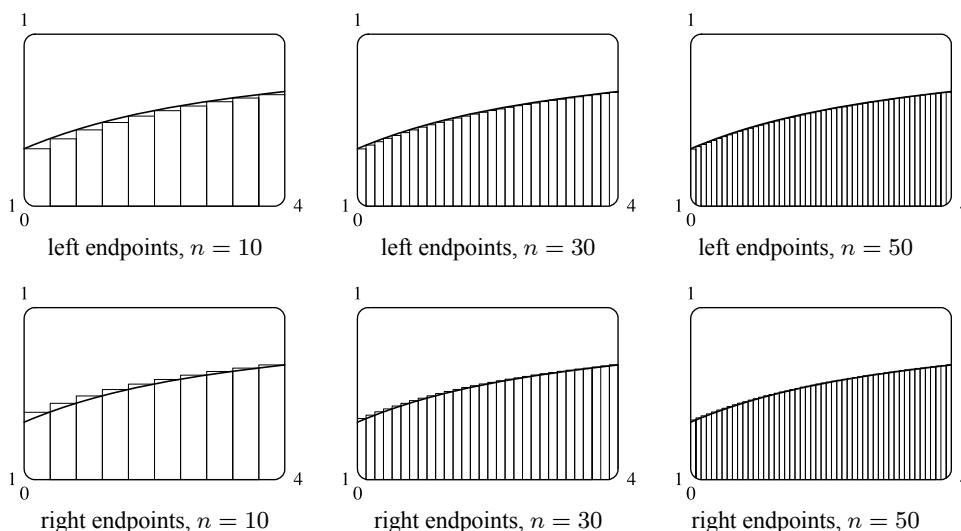 1 1 1
1 4 1 4 1
0 0 0
left endpoints, n = 10 left endpoints, n = 30 left endpoints, n = 50
1 1 1
1 4 1 4 1
0 0 0
right endpoints, n = 10 right endpoints, n = 30 right endpoints, n = 50